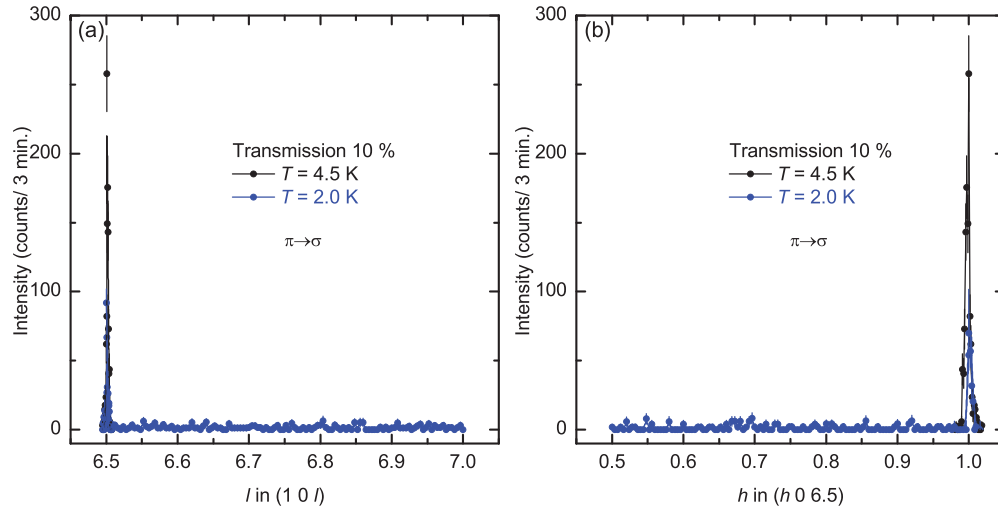 (a)
Intensity (counts/ 3 min.)
300
200
100
0
Transmission 10 %
T = 4.5 K
T = 2.0 K
π→σ
6.5 6.6 6.7 6.8 6.9 7.0
l in (1 0 l)
(b)
Intensity (counts/ 3 min.)
300
200
100
0
Transmission 10 %
T = 4.5 K
T = 2.0 K
π→σ
0.5 0.6 0.7 0.8 0.9 1.0
h in (h 0 6.5)